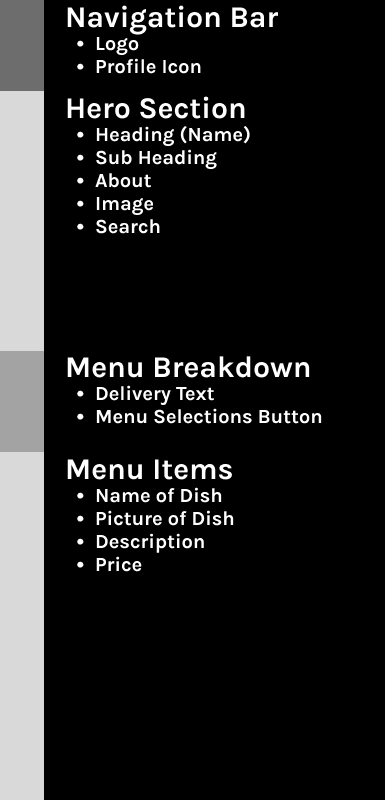 Navigation Bar
• Logo
• Profile Icon
Hero Section
• Heading (Name)
• Sub Heading
• About
• Image
• Search
Menu Breakdown
• Delivery Text
• Menu Selections Button
Menu Items
• Name of Dish
• Picture of Dish
• Description
• Price